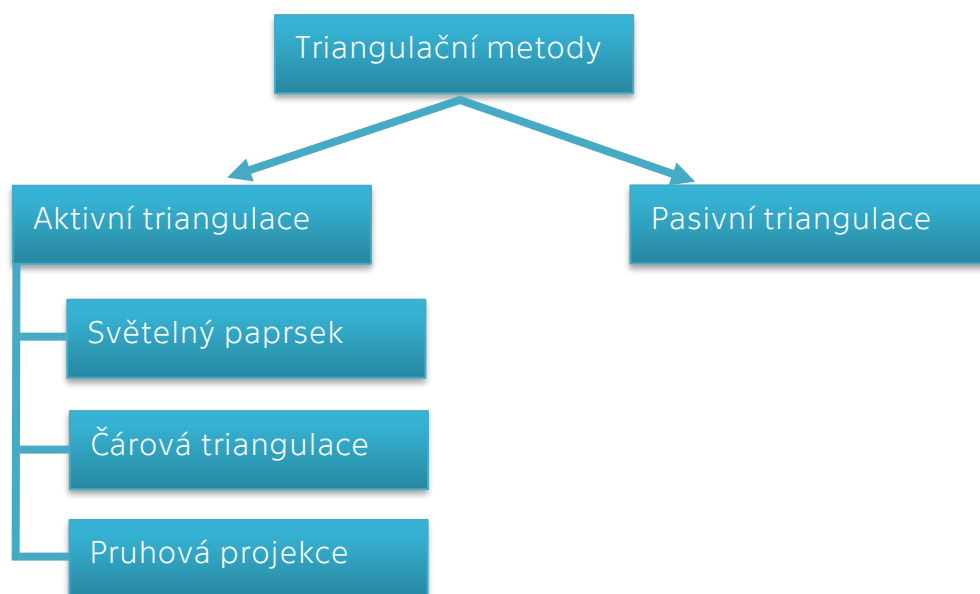 Triangulační metody
Aktivní triangulace
Pasivní triangulace
Světelný paprsek
Čárová triangulace
Pruhová projekce